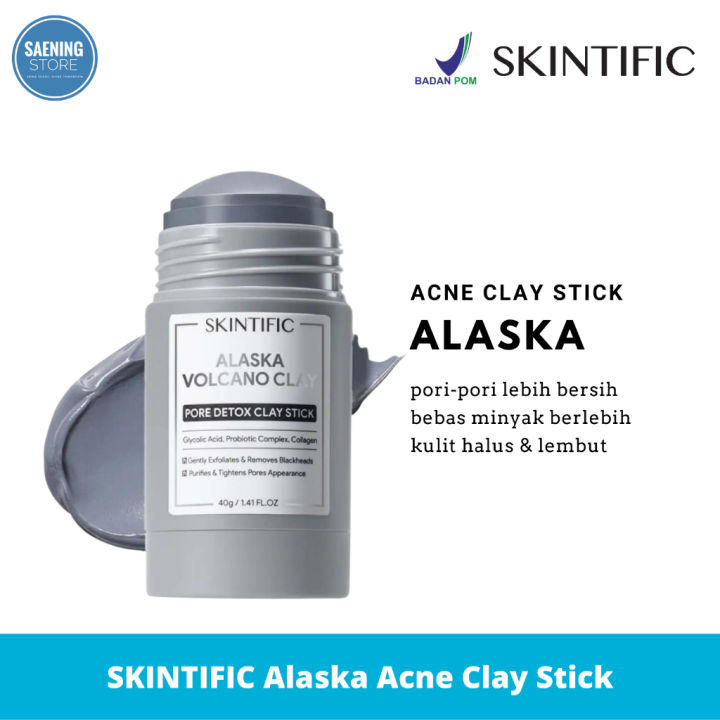 SAENING
STORE
BADAN POM
SKINTIFIC
ACNE CLAY STICK
ALASKA
pori-pori lebih bersih
bebas minyak berlebih
kulit halus & lembut
SKINTIFIC
ALASKA
VOLCANO CLAY
PORE DETOX CLAY STICK
Glycolic Acid, Probiotic Complex, Collagen
Gently Exfoliates & Removes Blackheads
Purifies & Tightens Pores Appearance
40g / 1.41 FL.OZ
SKINTIFIC Alaska Acne Clay Stick